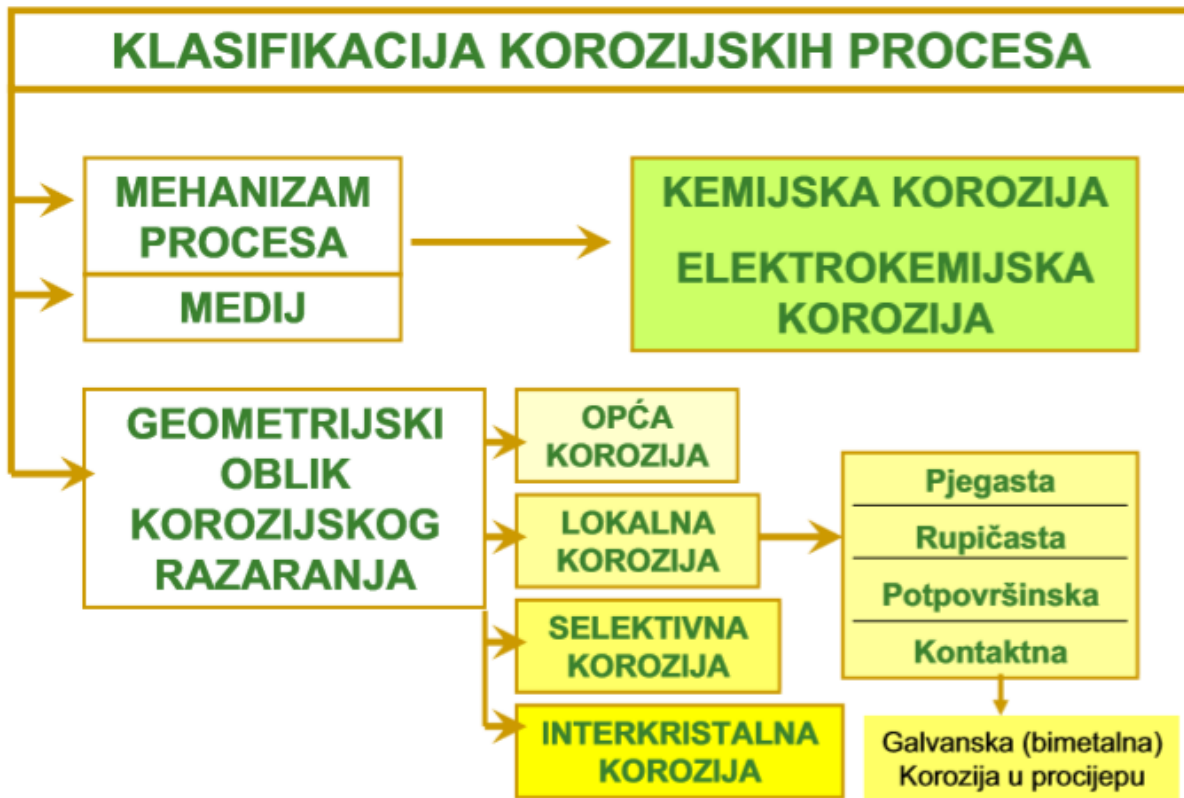 KLASIFIKACIJA KOROZIJSKIH PROCESA
MEHANIZAM
PROCESA
MEDIJ
KEMIJSKA KOROZIJA
ELEKTROKEMIJSKA
KOROZIJA
GEOMETRIJSKI
OBLIK
KOROZIJSKOG
RAZARANJA
OPĆA
KOROZIJA
LOKALNA
KOROZIJA
SELEKTIVNA
KOROZIJA
INTERKRISTALNA
KOROZIJA
Pjegasta
Rupičasta
Potpovršinska
Kontaktna
Galvanska (bimetalna)
Korozija u procijepu